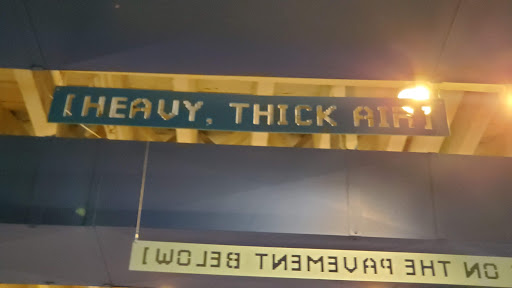 [HEAVY, THICK AIR]
ON THE PAVEMENT BELOW]